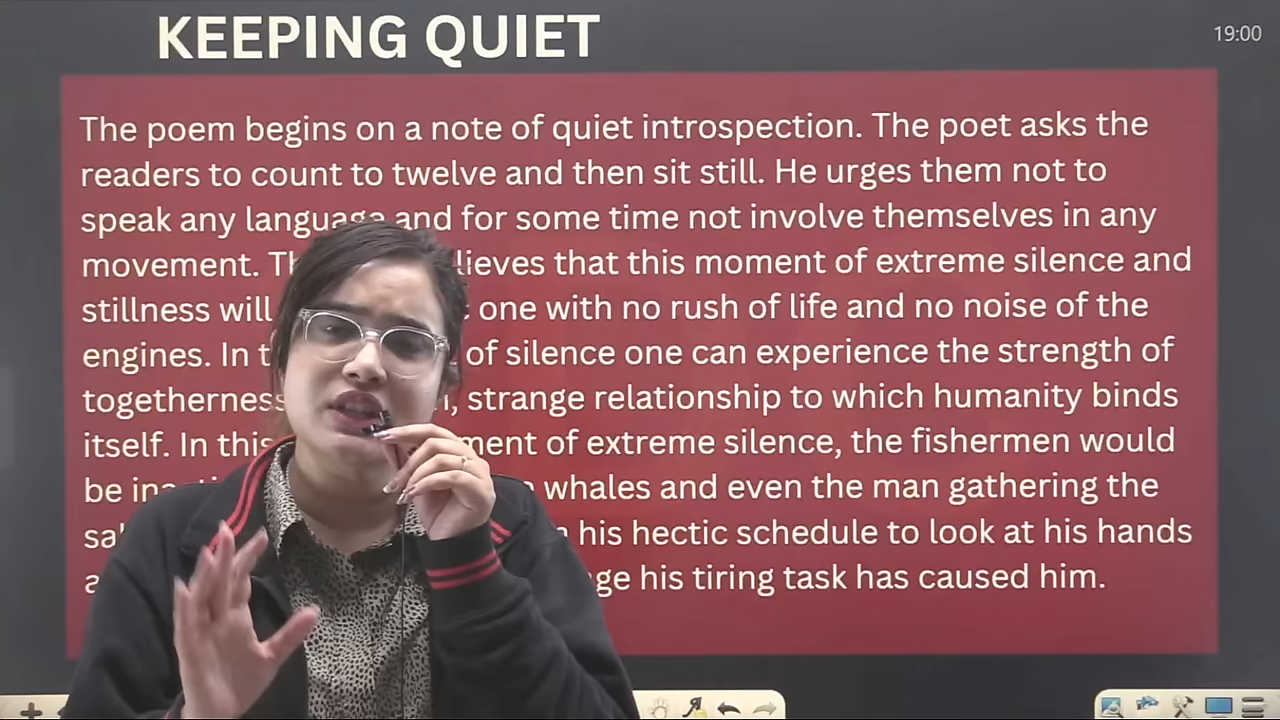 KEEPING QUIET
19:00
The poem begins on a note of quiet introspection. The poet asks the
readers to count to twelve and then sit still. He urges them not to
speak any language and for some time not involve themselves in any
movement. that this moment of extreme silence and
stillness will one with no rush of life and no noise of the
engines. In of silence one can experience the strength of
strange relationship to which humanity binds
itself. In this of extreme silence, the fishermen would
be whales and even the man gathering the
his hectic schedule to look at his hands
his tiring task has caused him.